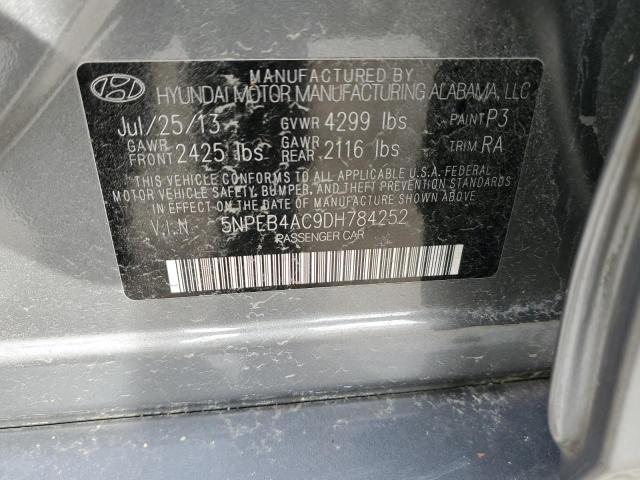 MANUFACTURED BY
HYUNDAI MOTOR MANUFACTURING ALABAMA, LLC
Jul/25/13 GVWR 4299 lbs PAINT P3
GAWR FRONT 2425 lbs GAWR REAR 2116 lbs TRIM RA
THIS VEHICLE CONFORMS TO ALL APPLICABLE U.S.A. FEDERAL
MOTOR VEHICLE SAFETY, BUMPER, AND THEFT PREVENTION
STANDARDS IN EFFECT ON THE DATE OF MANUFACTURE SHOWN ABOVE.
V.I.N 5NPEB4AC9DH784252
PASSENGER CAR